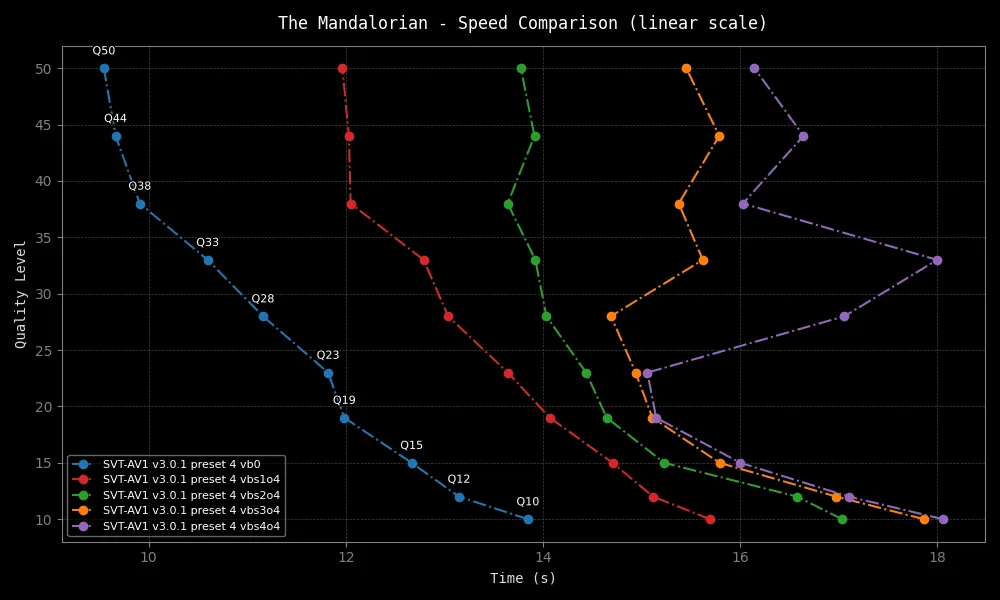 The Mandalorian - Speed Comparison (linear scale)
Q50
Q44
Q38
Q33
Q28
Q23
Q19
Q15
Q12
Q10
50
45
40
35
30
25
20
15
10
Quality Level
SVT-AV1 v3.0.1 preset 4 vb0
SVT-AV1 v3.0.1 preset 4 vbs1o4
SVT-AV1 v3.0.1 preset 4 vbs2o4
SVT-AV1 v3.0.1 preset 4 vbs3o4
SVT-AV1 v3.0.1 preset 4 vbs4o4
10 12 14 16 18
Time (s)